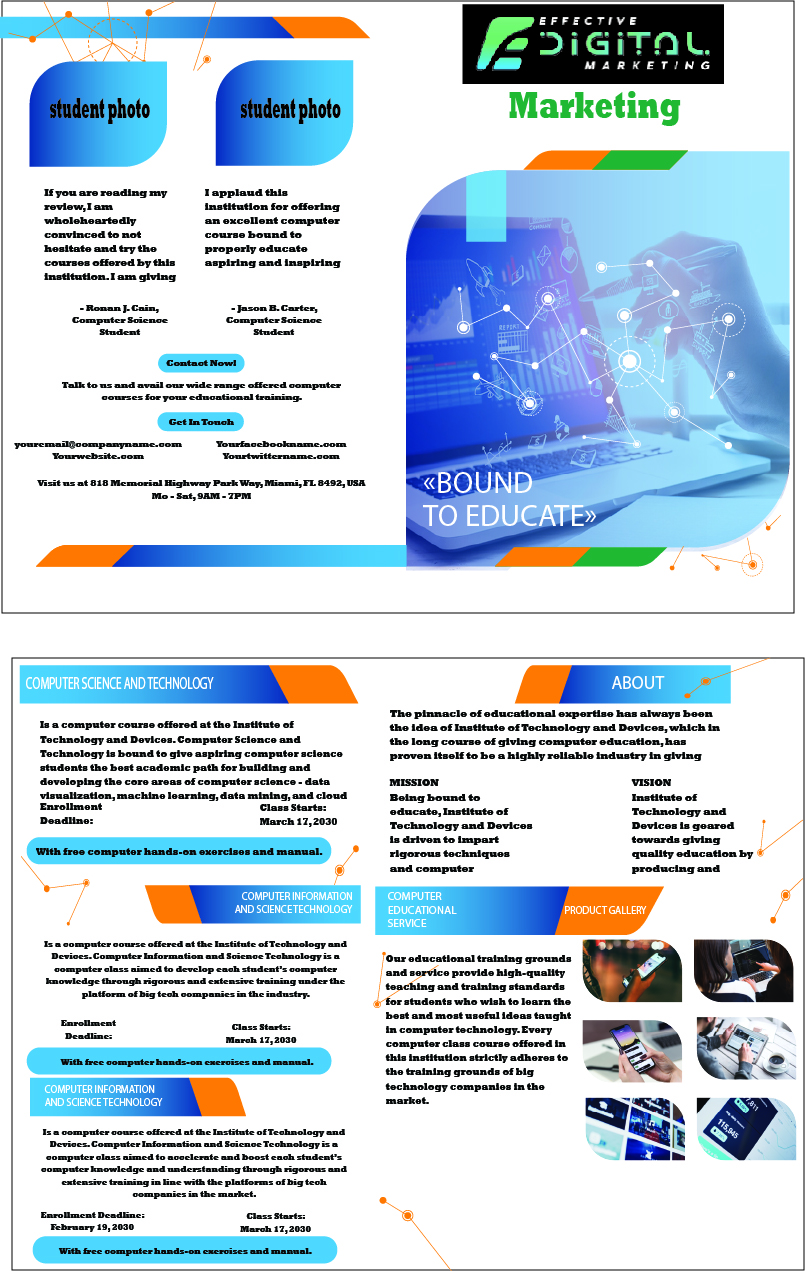 EFFECTIVE
DIGITAL
MARKETING
Marketing
student photo
student photo
If you are reading my
review, I am
wholeheartedly
convinced to not
hesitate and try the
courses offered by this
institution. I am giving
I applaud this
institution for offering
an excellent computer
course bound to
properly educate
aspiring and inspiring
- Ronan J. Cain,
Computer Science
Student
- Jason B. Carter,
Computer Science
Student
Contact Now!
Talk to us and avail our wide range offered computer
courses for your educational training.
Get In Touch
youremail@companyname.com
Yourwebsite.com
Yourfacebookname.com
Yourtwittername.com
Visit us at 818 Memorial Highway Park Way, Miami, FL 8492, USA
Mo - Sat, 9AM - 7PM
REPORT
«BOUND
TO EDUCATE»
COMPUTER SCIENCE AND TECHNOLOGY
Is a computer course offered at the Institute of
Technology and Devices. Computer Science and
Technology is bound to give aspiring computer science
students the best academic path for building and
developing the core areas of computer science - data
visualization, machine learning, data mining, and cloud
Enrollment
Deadline:
Class Starts:
March 17, 2030
With free computer hands-on exercises and manual.
COMPUTER INFORMATION
AND SCIENCE TECHNOLOGY
Is a computer course offered at the Institute of Technology and
Devices. Computer Information and Science Technology is a
computer class aimed to develop each student's computer
knowledge through rigorous and extensive training under the
platform of big tech companies in the industry.
Enrollment
Deadline:
Class Starts:
March 17, 2030
With free computer hands-on exercises and manual.
COMPUTER INFORMATION
AND SCIENCE TECHNOLOGY
Is a computer course offered at the Institute of Technology and
Devices. Computer Information and Science Technology is a
computer class aimed to accelerate and boost each student's
computer knowledge and understanding through rigorous and
extensive training in line with the platforms of big tech
companies in the market.
Enrollment Deadline:
February 19, 2030
Class Starts:
March 17, 2030
With free computer hands-on exercises and manual.
ABOUT
The pinnacle of educational expertise has always been
the idea of Institute of Technology and Devices, which in
the long course of giving computer education, has
proven itself to be a highly reliable industry in giving
MISSION
Being bound to
educate, Institute of
Technology and Devices
is driven to impart
rigorous techniques
and computer
VISION
Institute of
Technology and
Devices is geared
towards giving
quality education by
producing and
COMPUTER
EDUCATIONAL
SERVICE
PRODUCT GALLERY
Our educational training grounds
and service provide high-quality
teaching and training standards
for students who wish to learn the
best and most useful ideas taught
in computer technology. Every
computer class course offered in
this institution strictly adheres to
the training grounds of big
technology companies in the
market.
115,945